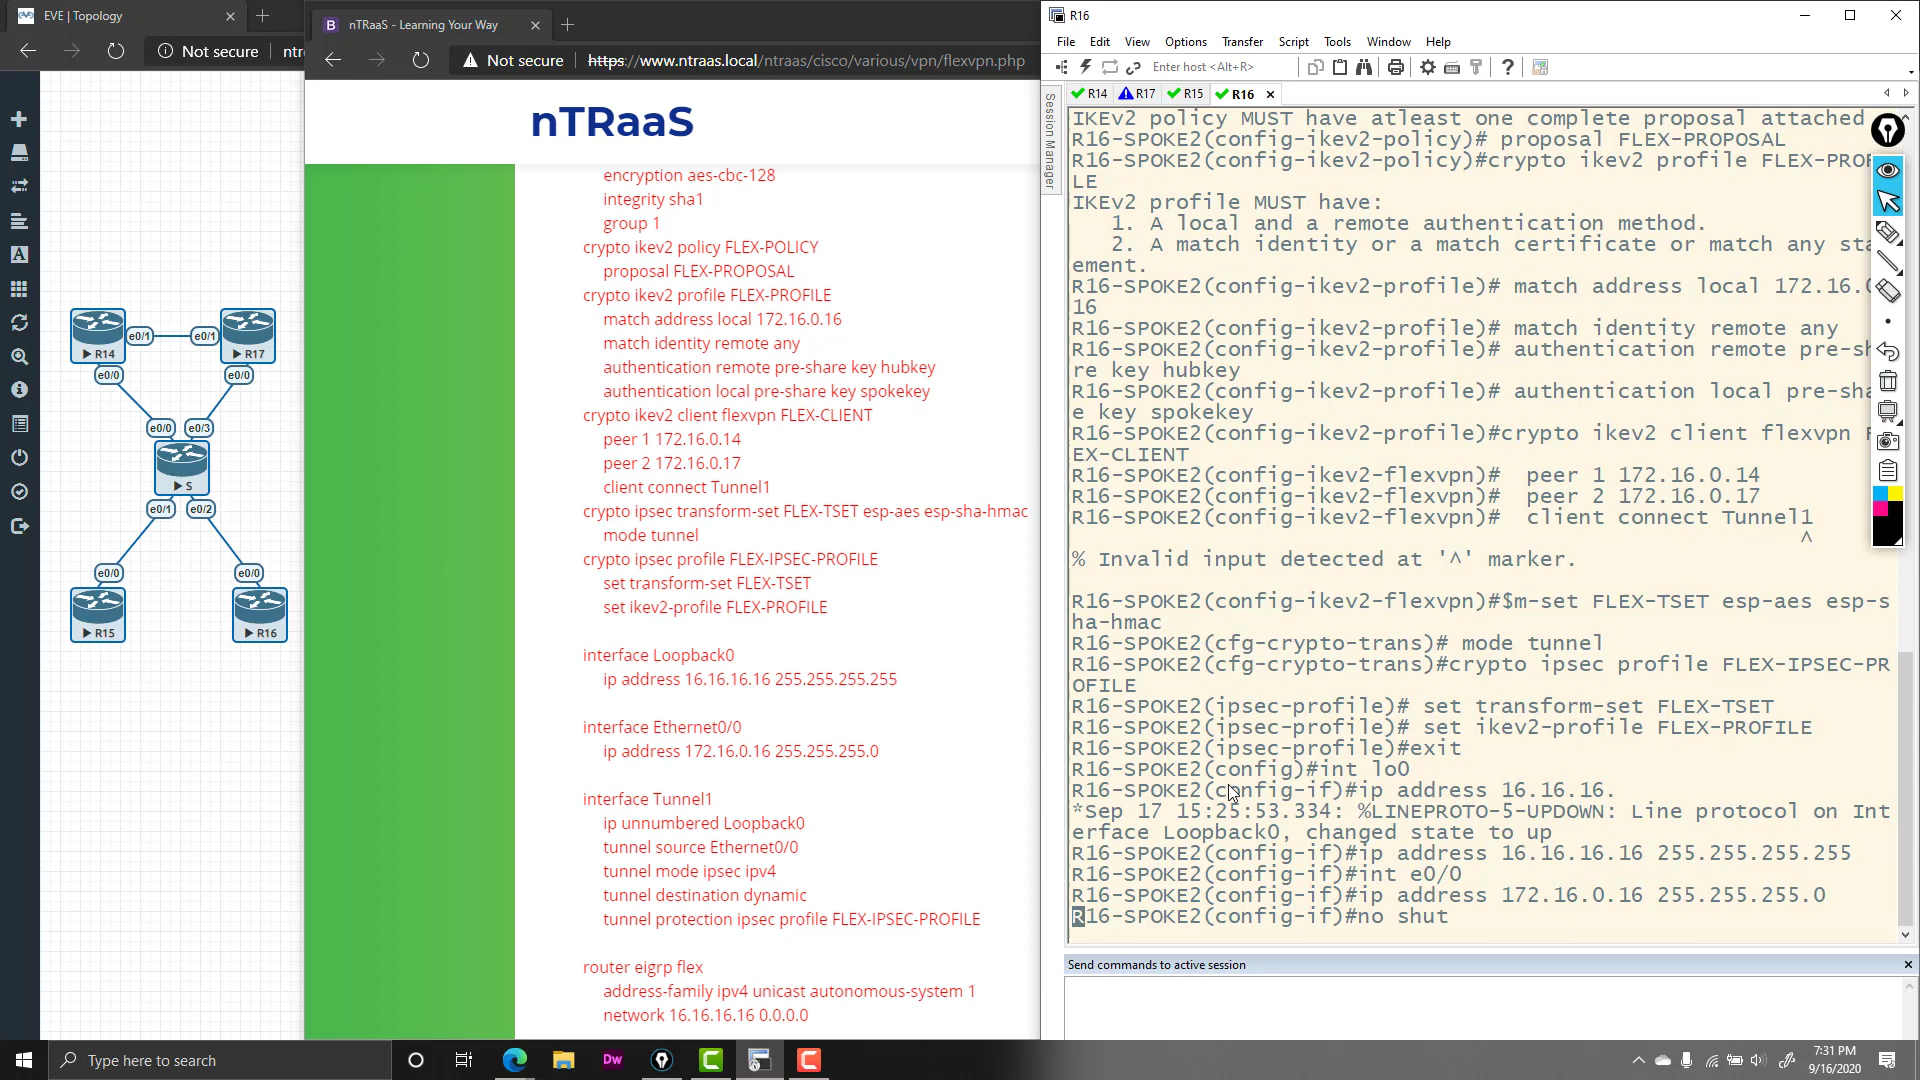 EVE | Topology
nTRaaS - Learning Your Way
R16
Not secure
ntr
Not secure
https://www.ntraas.local/ntraas/cisco/various/vpn/flexvpn.php
File Edit View Options Transfer Script Tools Window Help
Enter host <Alt+R>
R14 R17 R15 R16
Session Manager
nTRaaS
encryption aes-cbc-128
integrity sha1
group 1
crypto ikev2 policy FLEX-POLICY
proposal FLEX-PROPOSAL
crypto ikev2 profile FLEX-PROFILE
match address local 172.16.0.16
match identity remote any
authentication remote pre-share key hubkey
authentication local pre-share key spokekey
crypto ikev2 client flexvpn FLEX-CLIENT
peer 1 172.16.0.14
peer 2 172.16.0.17
client connect Tunnel1
crypto ipsec transform-set FLEX-TSET esp-aes esp-sha-hmac
mode tunnel
crypto ipsec profile FLEX-IPSEC-PROFILE
set transform-set FLEX-TSET
set ikev2-profile FLEX-PROFILE
interface Loopback0
ip address 16.16.16.16 255.255.255.255
interface Ethernet0/0
ip address 172.16.0.16 255.255.255.0
interface Tunnel1
ip unnumbered Loopback0
tunnel source Ethernet0/0
tunnel mode ipsec ipv4
tunnel destination dynamic
tunnel protection ipsec profile FLEX-IPSEC-PROFILE
router eigrp flex
address-family ipv4 unicast autonomous-system 1
network 16.16.16.16 0.0.0.0
e0/1 e0/1
R14 R17
e0/0 e0/0
e0/0 e0/3
S
e0/1 e0/2
e0/0 e0/0
R15 R16
IKEv2 policy MUST have atleast one complete proposal attached
R16-SPOKE2(config-ikev2-policy)# proposal FLEX-PROPOSAL
R16-SPOKE2(config-ikev2-policy)#crypto ikev2 profile FLEX-PROF
LE
IKEv2 profile MUST have:
1. A local and a remote authentication method.
2. A match identity or a match certificate or match any sta
ement.
R16-SPOKE2(config-ikev2-profile)# match address local 172.16.0
16
R16-SPOKE2(config-ikev2-profile)# match identity remote any
R16-SPOKE2(config-ikev2-profile)# authentication remote pre-sh
re key hubkey
R16-SPOKE2(config-ikev2-profile)# authentication local pre-sha
e key spokekey
R16-SPOKE2(config-ikev2-profile)#crypto ikev2 client flexvpn F
EX-CLIENT
R16-SPOKE2(config-ikev2-flexvpn)# peer 1 172.16.0.14
R16-SPOKE2(config-ikev2-flexvpn)# peer 2 172.16.0.17
R16-SPOKE2(config-ikev2-flexvpn)# client connect Tunnel1
^
% Invalid input detected at '^' marker.
R16-SPOKE2(config-ikev2-flexvpn)#$m-set FLEX-TSET esp-aes esp-s
ha-hmac
R16-SPOKE2(cfg-crypto-trans)# mode tunnel
R16-SPOKE2(cfg-crypto-trans)#crypto ipsec profile FLEX-IPSEC-PR
OFILE
R16-SPOKE2(ipsec-profile)# set transform-set FLEX-TSET
R16-SPOKE2(ipsec-profile)# set ikev2-profile FLEX-PROFILE
R16-SPOKE2(ipsec-profile)#exit
R16-SPOKE2(config)#int lo0
R16-SPOKE2(config-if)#ip address 16.16.16.
*Sep 17 15:25:53.334: %LINEPROTO-5-UPDOWN: Line protocol on Int
erface Loopback0, changed state to up
R16-SPOKE2(config-if)#ip address 16.16.16.16 255.255.255.255
R16-SPOKE2(config-if)#int e0/0
R16-SPOKE2(config-if)#ip address 172.16.0.16 255.255.255.0
R16-SPOKE2(config-if)#no shut
Send commands to active session
Type here to search
Dw
7:31 PM
9/16/2020